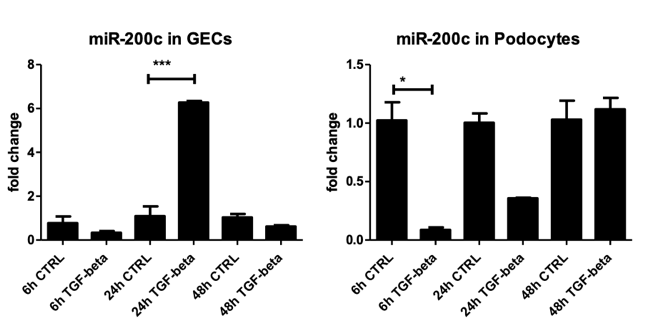 miR-200c in GECs
fold change
8
6
4
2
0
***
6h CTRL
6h TGF-beta
24h CTRL
24h TGF-beta
48h CTRL
48h TGF-beta
miR-200c in Podocytes
fold change
1.5
1.0
0.5
0.0
*
6h CTRL
6h TGF-beta
24h CTRL
24h TGF-beta
48h CTRL
48h TGF-beta